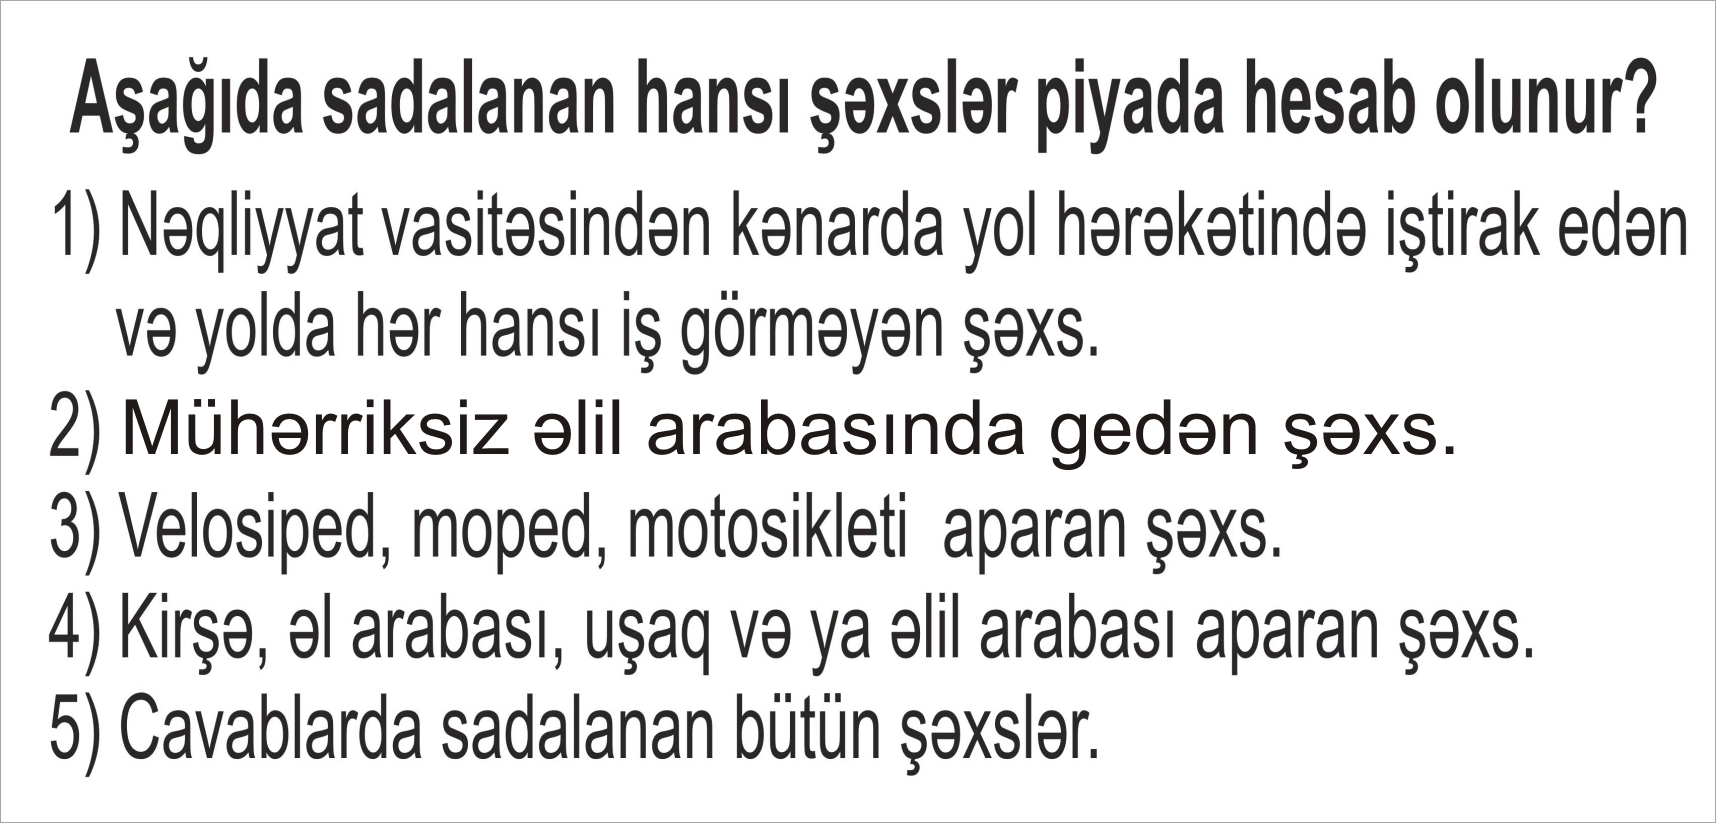 Aşağıda sadalanan hansı şəxslər piyada hesab olunur?
1) Nəqliyyat vasitəsindən kənarda yol hərəkətində iştirak edən
və yolda hər hansı iş görməyən şəxs.
2) Mühərriksiz əlil arabasında gedən şəxs.
3) Velosiped, moped, motosikleti aparan şəxs.
4) Kirşə, əl arabası, uşaq və ya əlil arabası aparan şəxs.
5) Cavablarda sadalanan bütün şəxslər.